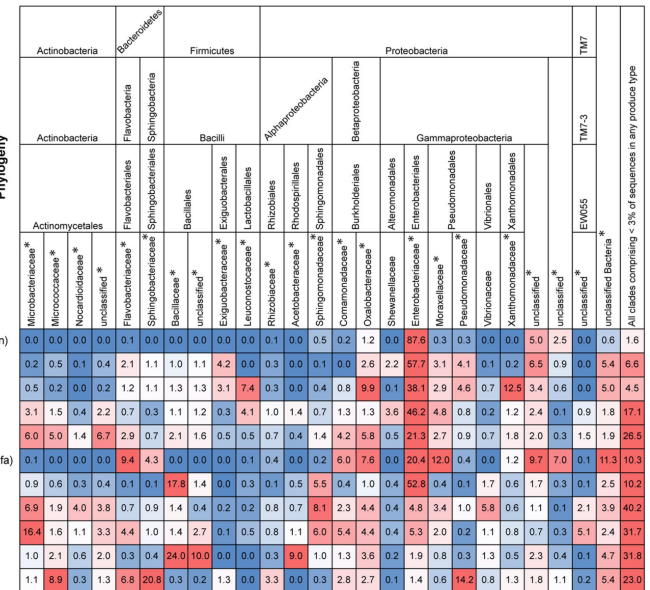 Actinobacteria Bacteroidetes Firmicutes Proteobacteria TM7
Actinobacteria Flavobacteria Sphingobacteria Bacilli Alphaproteobacteria Betaproteobacteria Gammaproteobacteria TM7-3
Phylogeny
Actinomycetales Flavobacteriales Sphingobacteriales Bacillales Exiguobacterales Lactobacillales Rhizobiales Rhodospirillales Sphingomonadales Burkholderiales Alteromonadales Enterobacteriales Pseudomonadales Vibrionales Xanthomonadales EW055
Microbacteriaceae* Micrococcaceae* Nocardioidaceae* unclassified* Flavobacteriaceae* Sphingobacteriaceae* Bacillaceae* unclassified* Exiguobacteraceae* Leuconostocaceae* Rhizobiaceae* Acetobacteraceae* Sphingomonadaceae* Comamonadaceae* Oxalobacteraceae* Shewanellaceae Enterobacteriaceae* Moraxellaceae* Pseudomonadaceae* Vibrionaceae Xanthomonadaceae* unclassified* unclassified* unclassified* unclassified Bacteria* All clades comprising < 3% of sequences in any produce type
0.0 0.0 0.0 0.0 0.1 0.0 0.0 0.0 0.0 0.0 0.1 0.0 0.5 0.2 1.2 0.0 87.6 0.3 0.3 0.0 0.0 5.0 2.5 0.0 0.6 1.6
0.2 0.5 0.1 0.4 2.1 1.1 1.0 1.1 4.2 0.0 0.3 0.0 0.1 0.0 2.6 2.2 57.7 3.1 4.1 0.1 0.2 6.5 0.9 0.0 5.4 6.6
0.5 0.2 0.0 0.2 1.2 1.1 1.3 1.3 3.1 7.4 0.1 0.0 0.4 0.8 9.9 0.1 38.1 2.9 4.6 0.7 12.5 3.4 0.6 0.0 5.0 4.5
3.1 1.5 0.4 2.2 0.7 0.3 1.1 1.2 0.3 4.1 1.0 1.4 0.7 1.3 1.3 3.6 46.2 4.8 0.8 0.2 1.2 2.4 0.1 0.9 1.8 17.1
6.0 5.0 1.4 6.7 2.9 0.7 2.1 1.6 0.5 0.5 0.7 0.4 1.4 4.2 5.8 0.5 21.3 2.7 0.9 0.7 1.8 2.0 0.3 1.5 1.9 26.5
fa) 0.1 0.0 0.0 0.0 9.4 4.3 0.0 0.0 0.0 0.1 0.4 0.0 0.2 6.0 7.6 0.0 20.4 12.0 0.4 0.0 1.2 9.7 7.0 0.1 11.3 10.3
0.9 0.6 0.3 0.4 0.1 0.1 17.8 1.4 0.0 0.3 0.1 0.5 5.5 0.4 1.0 0.4 52.8 0.4 0.1 1.7 0.6 1.7 0.1 0.3 2.5 10.2
6.9 1.9 4.0 3.8 0.7 0.9 1.4 0.4 0.2 0.2 0.6 0.7 8.1 2.3 4.4 0.4 4.8 3.4 1.0 5.8 0.6 1.1 0.3 2.1 3.9 40.2
16.4 1.6 1.1 3.3 4.4 1.0 1.4 2.7 0.1 0.5 0.8 1.1 6.0 5.4 4.4 0.4 5.3 2.0 0.2 1.1 0.8 0.7 0.3 5.1 2.4 31.7
1.0 2.1 0.6 2.0 0.3 0.4 24.0 10.0 0.0 0.0 0.3 9.0 1.0 1.3 3.6 0.2 1.9 0.8 0.3 1.3 0.5 2.3 0.4 0.1 4.7 31.8
1.1 8.9 0.3 1.3 6.8 20.8 0.3 0.2 1.3 0.0 3.3 0.0 0.3 2.8 2.7 0.1 1.4 0.6 14.2 0.8 1.3 1.8 1.1 0.2 5.4 23.0